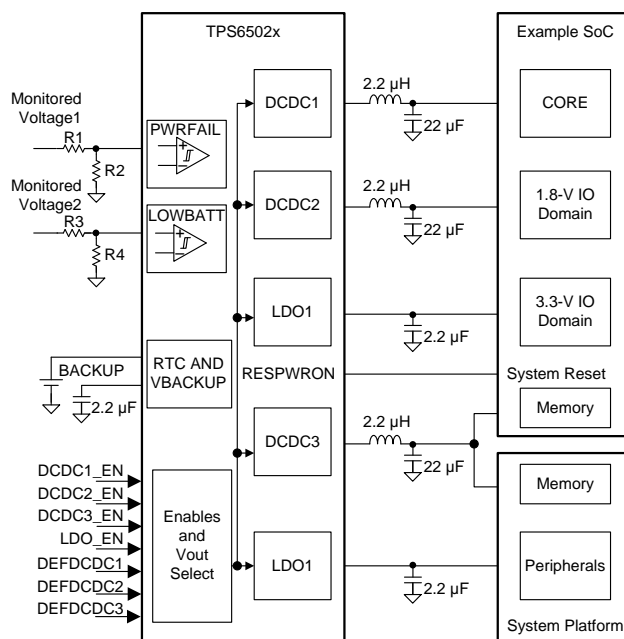 TPS6502x
Example SoC
Monitored
Voltage1
R1
R2
PWRFAIL
+
–
Monitored
Voltage2
R3
R4
LOWBATT
+
–
DCDC1
2.2 µH
22 µF
CORE
DCDC2
2.2 µH
22 µF
1.8-V IO
Domain
LDO1
2.2 µF
3.3-V IO
Domain
BACKUP
2.2 µF
RTC AND
VBACKUP
RESPWRON
System Reset
DCDC3
2.2 µH
22 µF
Memory
Memory
DCDC1_EN
DCDC2_EN
DCDC3_EN
LDO_EN
DEFDCDC1
DEFDCDC2
DEFDCDC3
Enables
and
Vout
Select
LDO1
2.2 µF
Peripherals
System Platform